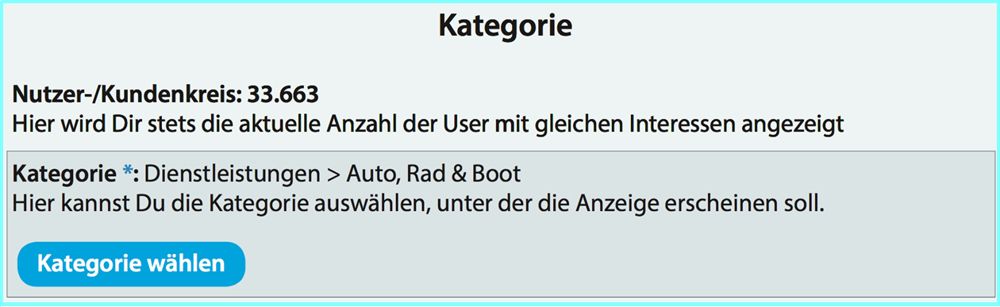 Kategorie
Nutzer-/Kundenkreis: 33.663
Hier wird Dir stets die aktuelle Anzahl der User mit gleichen Interessen angezeigt
Kategorie *: Dienstleistungen > Auto, Rad & Boot
Hier kannst Du die Kategorie auswählen, unter der die Anzeige erscheinen soll.
Kategorie wählen